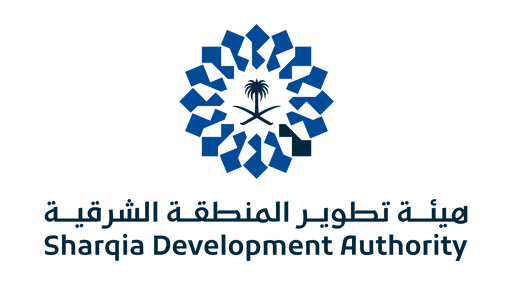 هيئة تطوير المنطقة الشرقية
Sharqia Development Authority